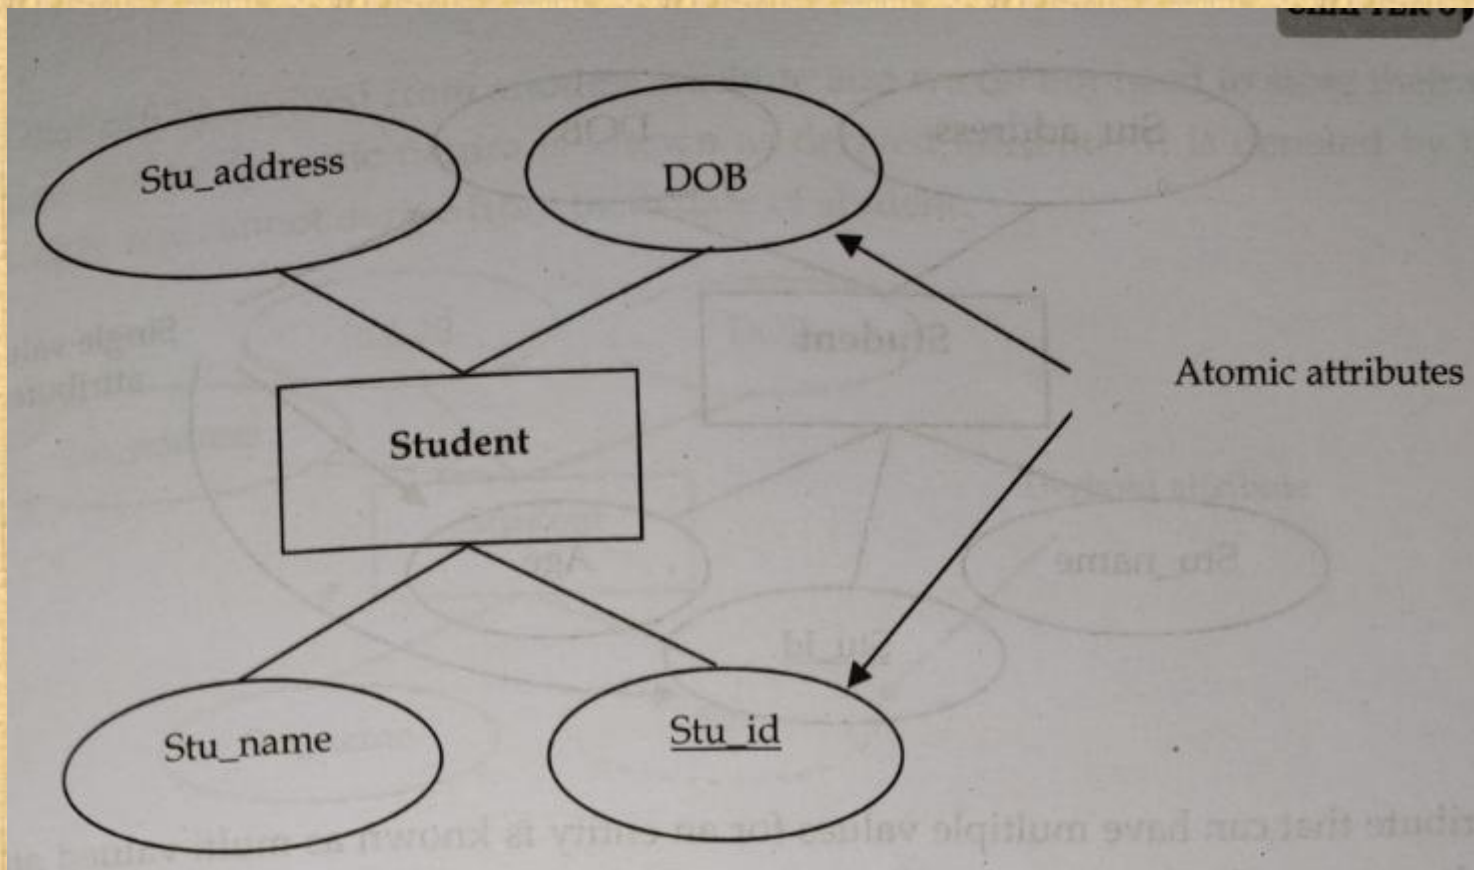 Stu_address
DOB
Student
Atomic attributes
Stu_name
Stu_id